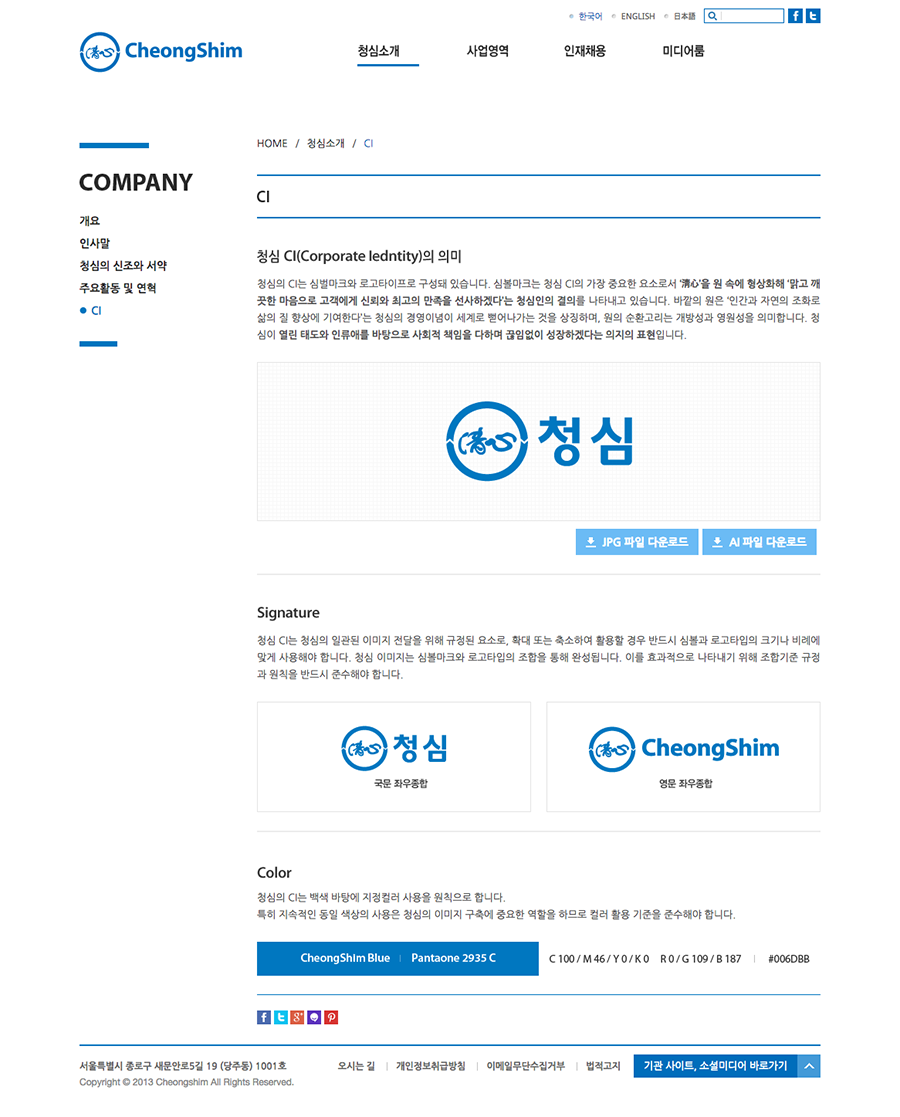 한국어 ENGLISH 日本語
CheongShim
청심소개 사업영역 인재채용 미디어룸
HOME / 청심소개 / CI
COMPANY
개요
인사말
청심의 신조와 서약
주요활동 및 연혁
CI
CI
청심 CI(Corporate Iedntity)의 의미
청심의 CI는 심벌마크와 로고타이프로 구성돼 있습니다. 심볼마크는 청심 CI의 가장 중요한 요소로서 '淸心'을 원 속에 형상화해 '맑고 깨
끗한 마음으로 고객에게 신뢰와 최고의 만족을 선사하겠다'는 청심인의 결의를 나타내고 있습니다. 바깥의 원은 '인간과 자연의 조화로
삶의 질 향상에 기여한다'는 청심의 경영이념이 세계로 뻗어나가는 것을 상징하며, 원의 순환고리는 개방성과 영원성을 의미합니다. 청
심이 열린 태도와 인류애를 바탕으로 사회적 책임을 다하며 끊임없이 성장하겠다는 의지의 표현입니다.
청심
JPG 파일 다운로드 AI 파일 다운로드
Signature
청심 CI는 청심의 일관된 이미지 전달을 위해 규정된 요소로, 확대 또는 축소하여 활용할 경우 반드시 심볼과 로고타입의 크기나 비례에
맞게 사용해야 합니다. 청심 이미지는 심볼마크와 로고타입의 조합을 통해 완성됩니다. 이를 효과적으로 나타내기 위해 조합기준 규정
과 원칙을 반드시 준수해야 합니다.
청심
국문 좌우종합
CheongShim
영문 좌우종합
Color
청심의 CI는 백색 바탕에 지정컬러 사용을 원칙으로 합니다.
특히 지속적인 동일 색상의 사용은 청심의 이미지 구축에 중요한 역할을 하므로 컬러 활용 기준을 준수해야 합니다.
CheongShim Blue | Pantaone 2935 C C 100 / M 46 / Y 0 / K 0 R 0 / G 109 / B 187 | #006DBB
서울특별시 종로구 새문안로5길 19 (당주동) 1001호 오시는 길 | 개인정보취급방침 | 이메일무단수집거부 | 법적고지 기관 사이트, 소셜미디어 바로가기
Copyright © 2013 Cheongshim All Rights Reserved.